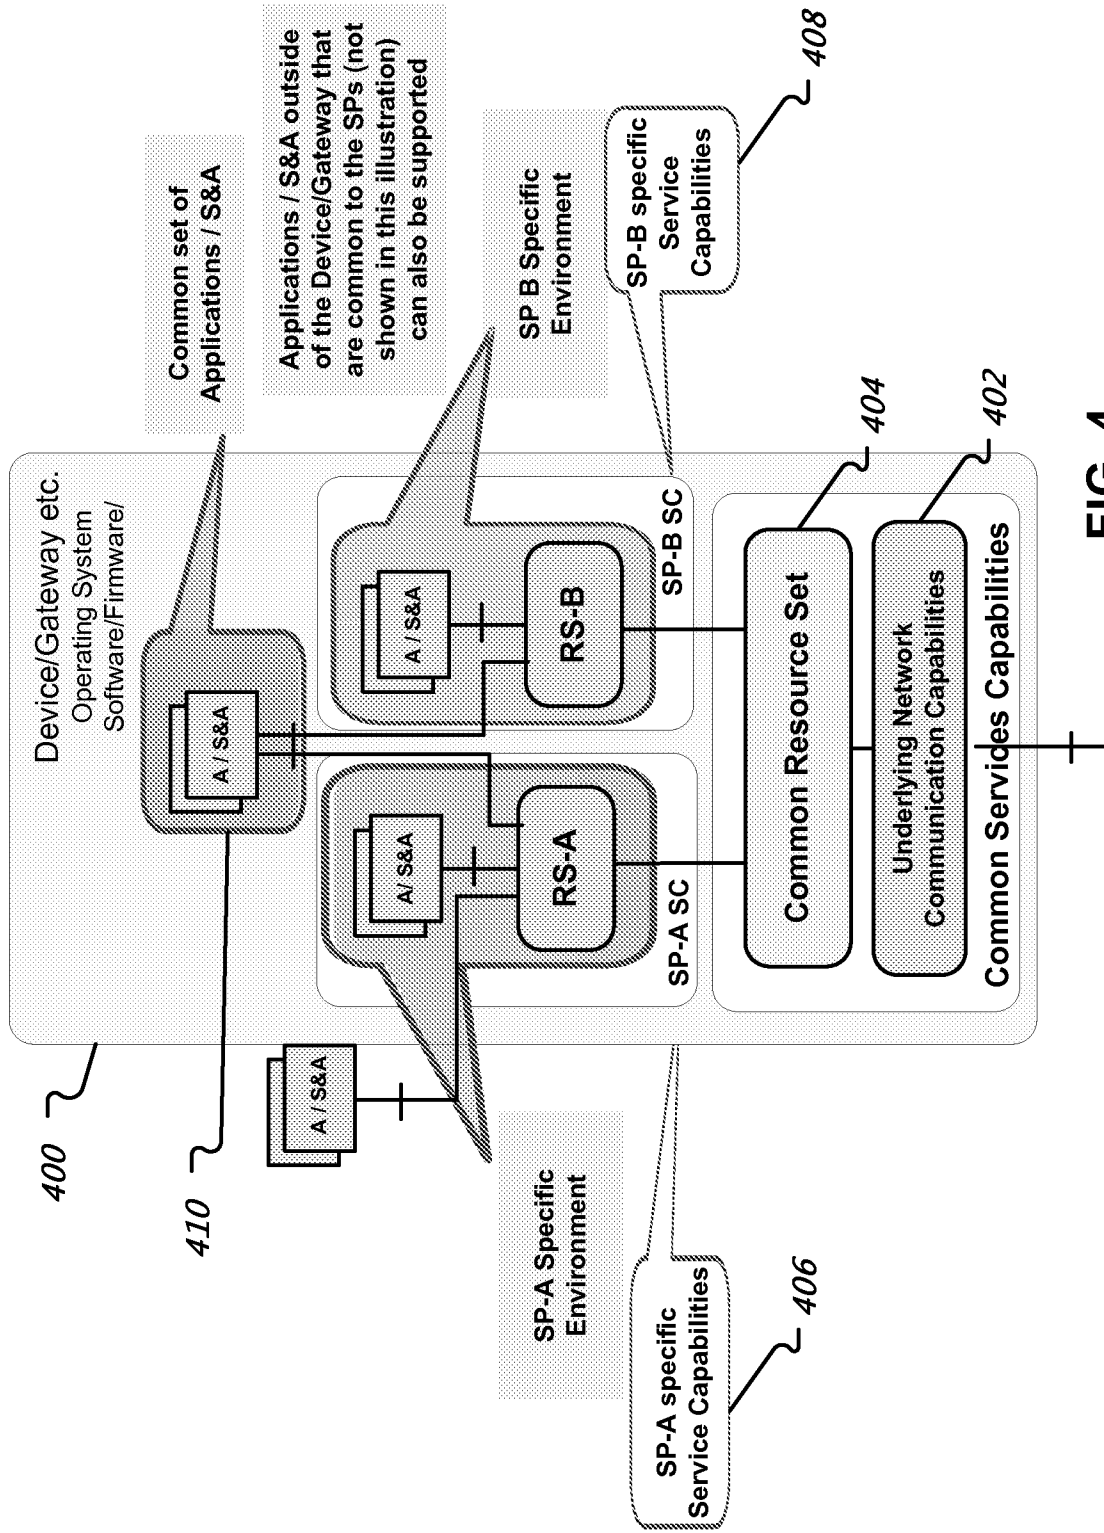 Device/Gateway etc.
Operating System
Software/Firmware/
Common set of
Applications / S&A
Applications / S&A outside
of the Device/Gateway that
are common to the SPs (not
shown in this illustration)
can also be supported
400
410
A / S&A
A / S&A
A/ S&A
A / S&A
SP-A Specific
Environment
SP B Specific
Environment
RS-A
RS-B
SP-A SC
SP-B SC
SP-A specific
Service Capabilities
406
SP-B specific
Service
Capabilities
408
Common Resource Set
404
Underlying Network
Communication Capabilities
402
Common Services Capabilities
FIG. 4